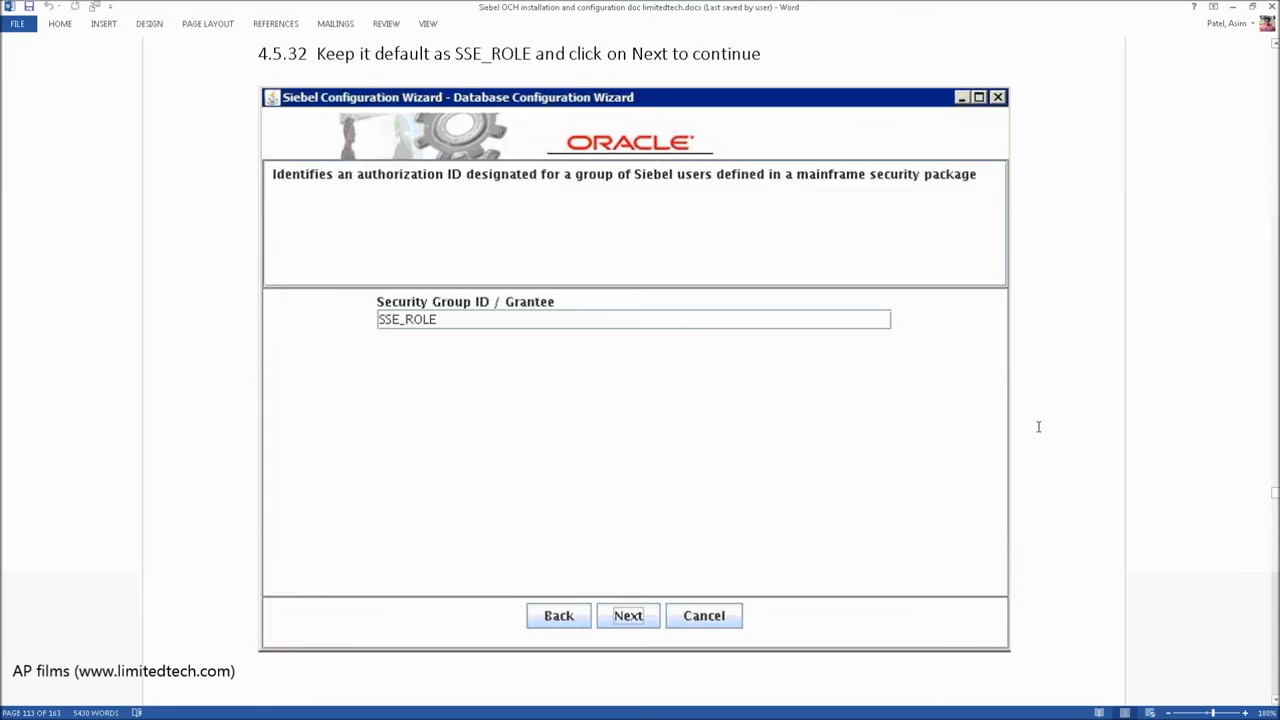 Siebel OCH installation and configuration doc limitedtech.docx (Last saved by user) - Word
?
FILE HOME INSERT DESIGN PAGE LAYOUT REFERENCES MAILINGS REVIEW VIEW Patel, Asim
4.5.32 Keep it default as SSE_ROLE and click on Next to continue
Siebel Configuration Wizard - Database Configuration Wizard
ORACLE
Identifies an authorization ID designated for a group of Siebel users defined in a mainframe security package
Security Group ID / Grantee
SSE_ROLE
Back Next Cancel
AP films (www.limitedtech.com)
PAGE 113 OF 163 5430 WORDS 180%